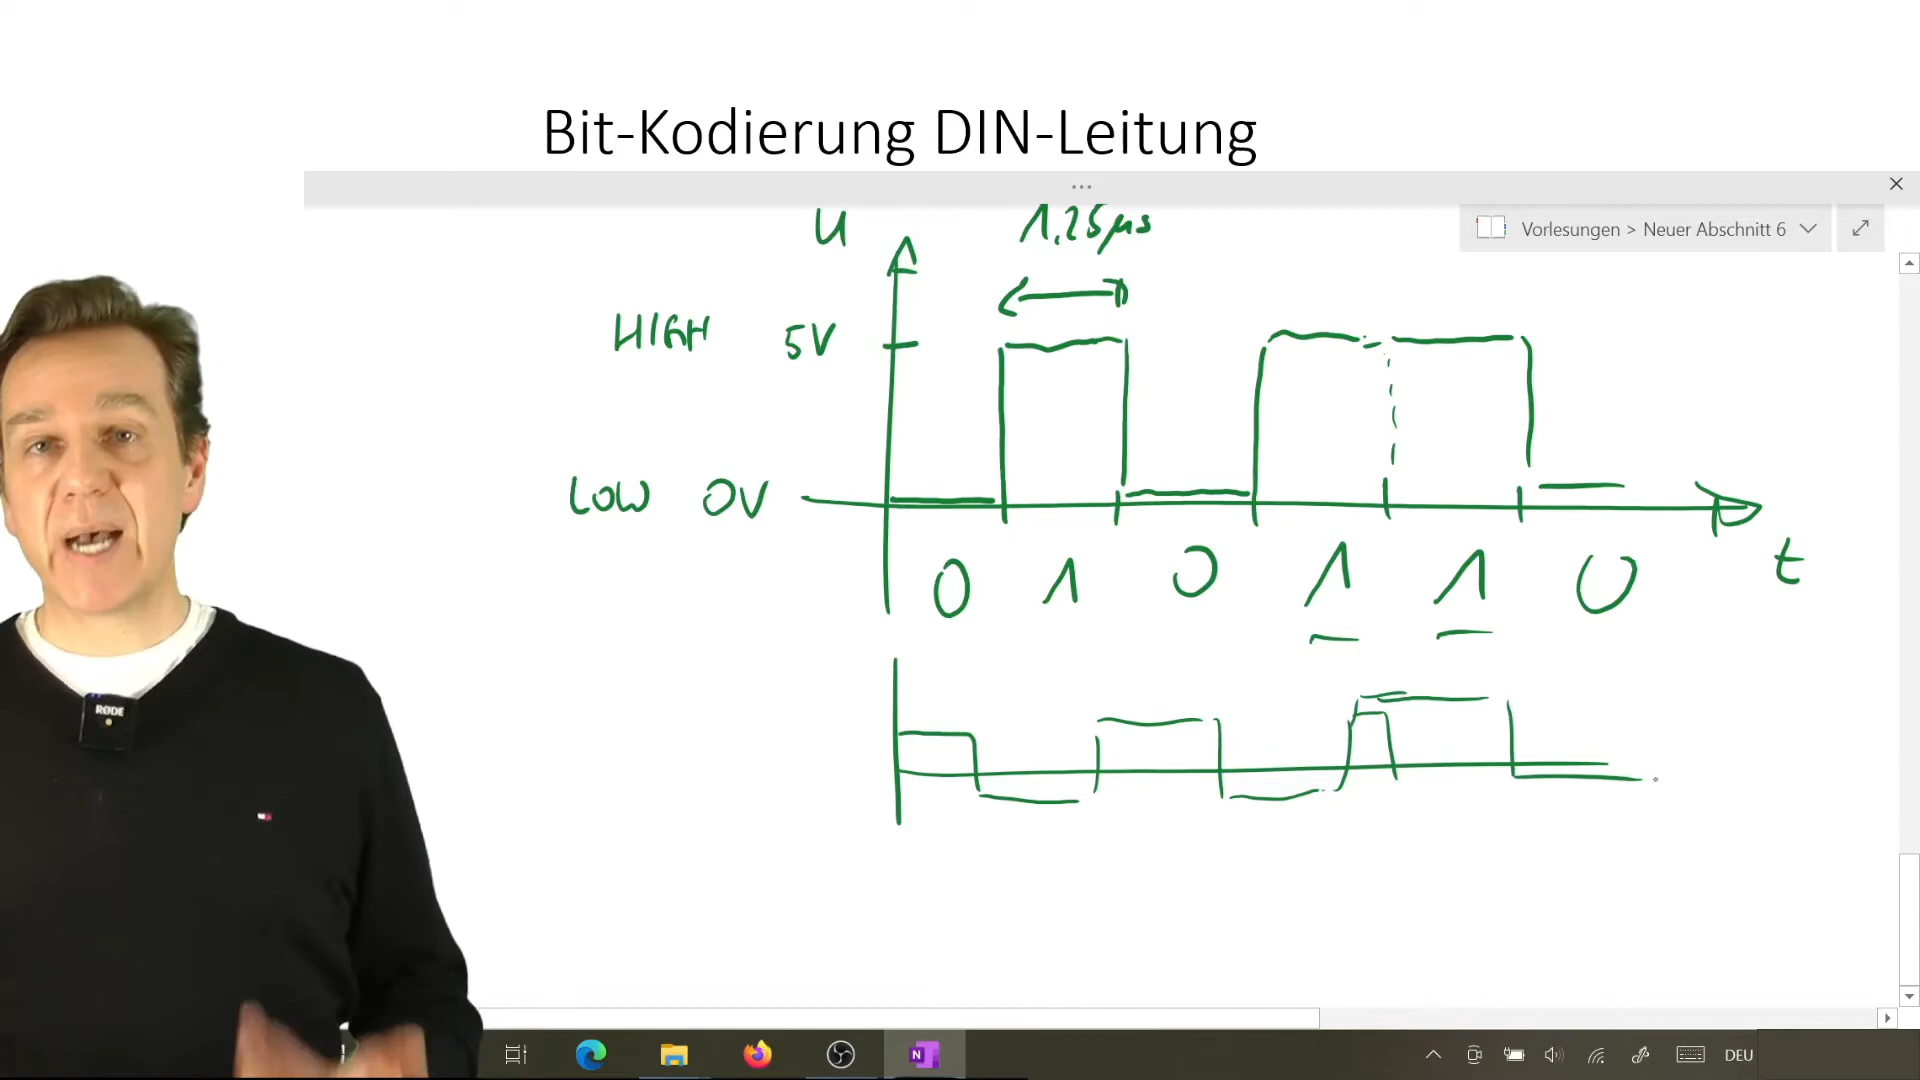 Bit-Kodierung DIN-Leitung
Vorlesungen > Neuer Abschnitt 6
U 1.25µs
HIGH 5V
LOW 0V
0 1 0 1 1 0 t
RØDE
DEU